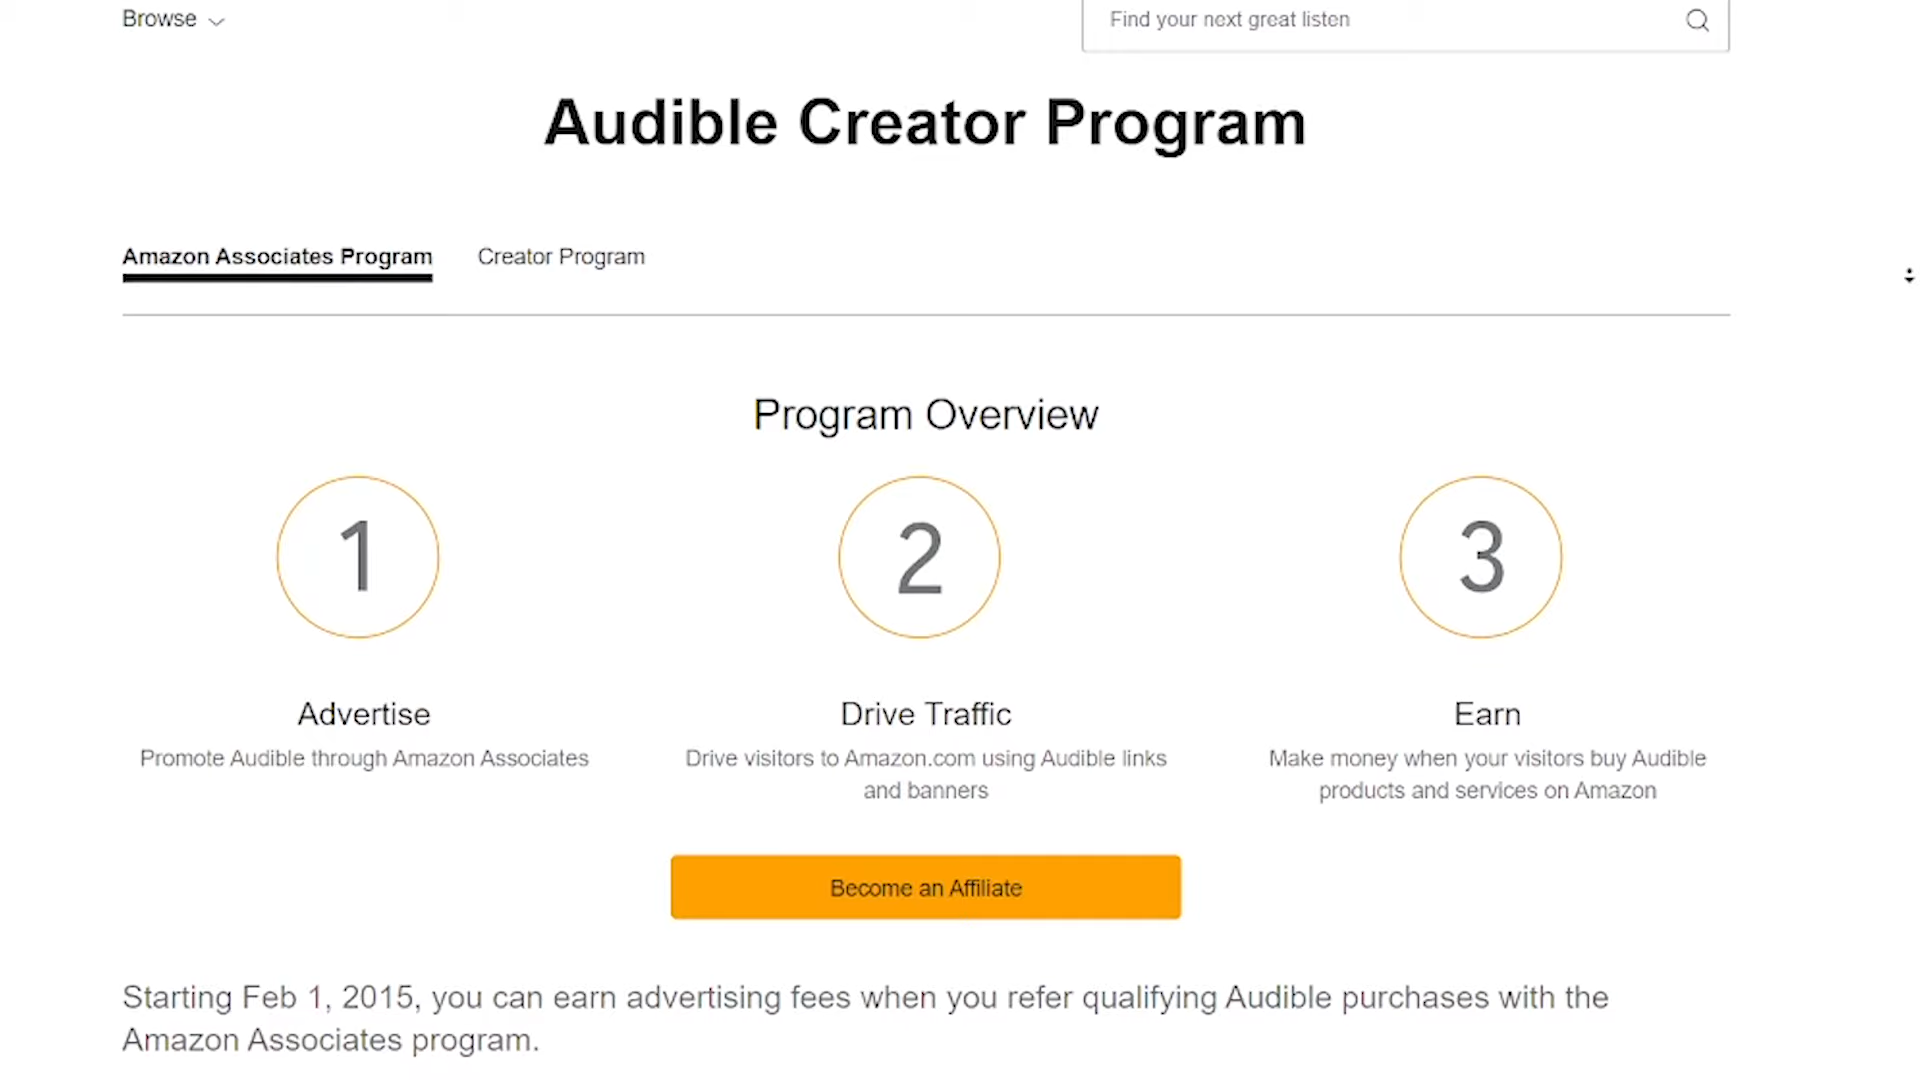 Browse
Find your next great listen
Audible Creator Program
Amazon Associates Program
Creator Program
Program Overview
1
2
3
Advertise
Promote Audible through Amazon Associates
Drive Traffic
Drive visitors to Amazon.com using Audible links
and banners
Earn
Make money when your visitors buy Audible
products and services on Amazon
Become an Affiliate
Starting Feb 1, 2015, you can earn advertising fees when you refer qualifying Audible purchases with the
Amazon Associates program.